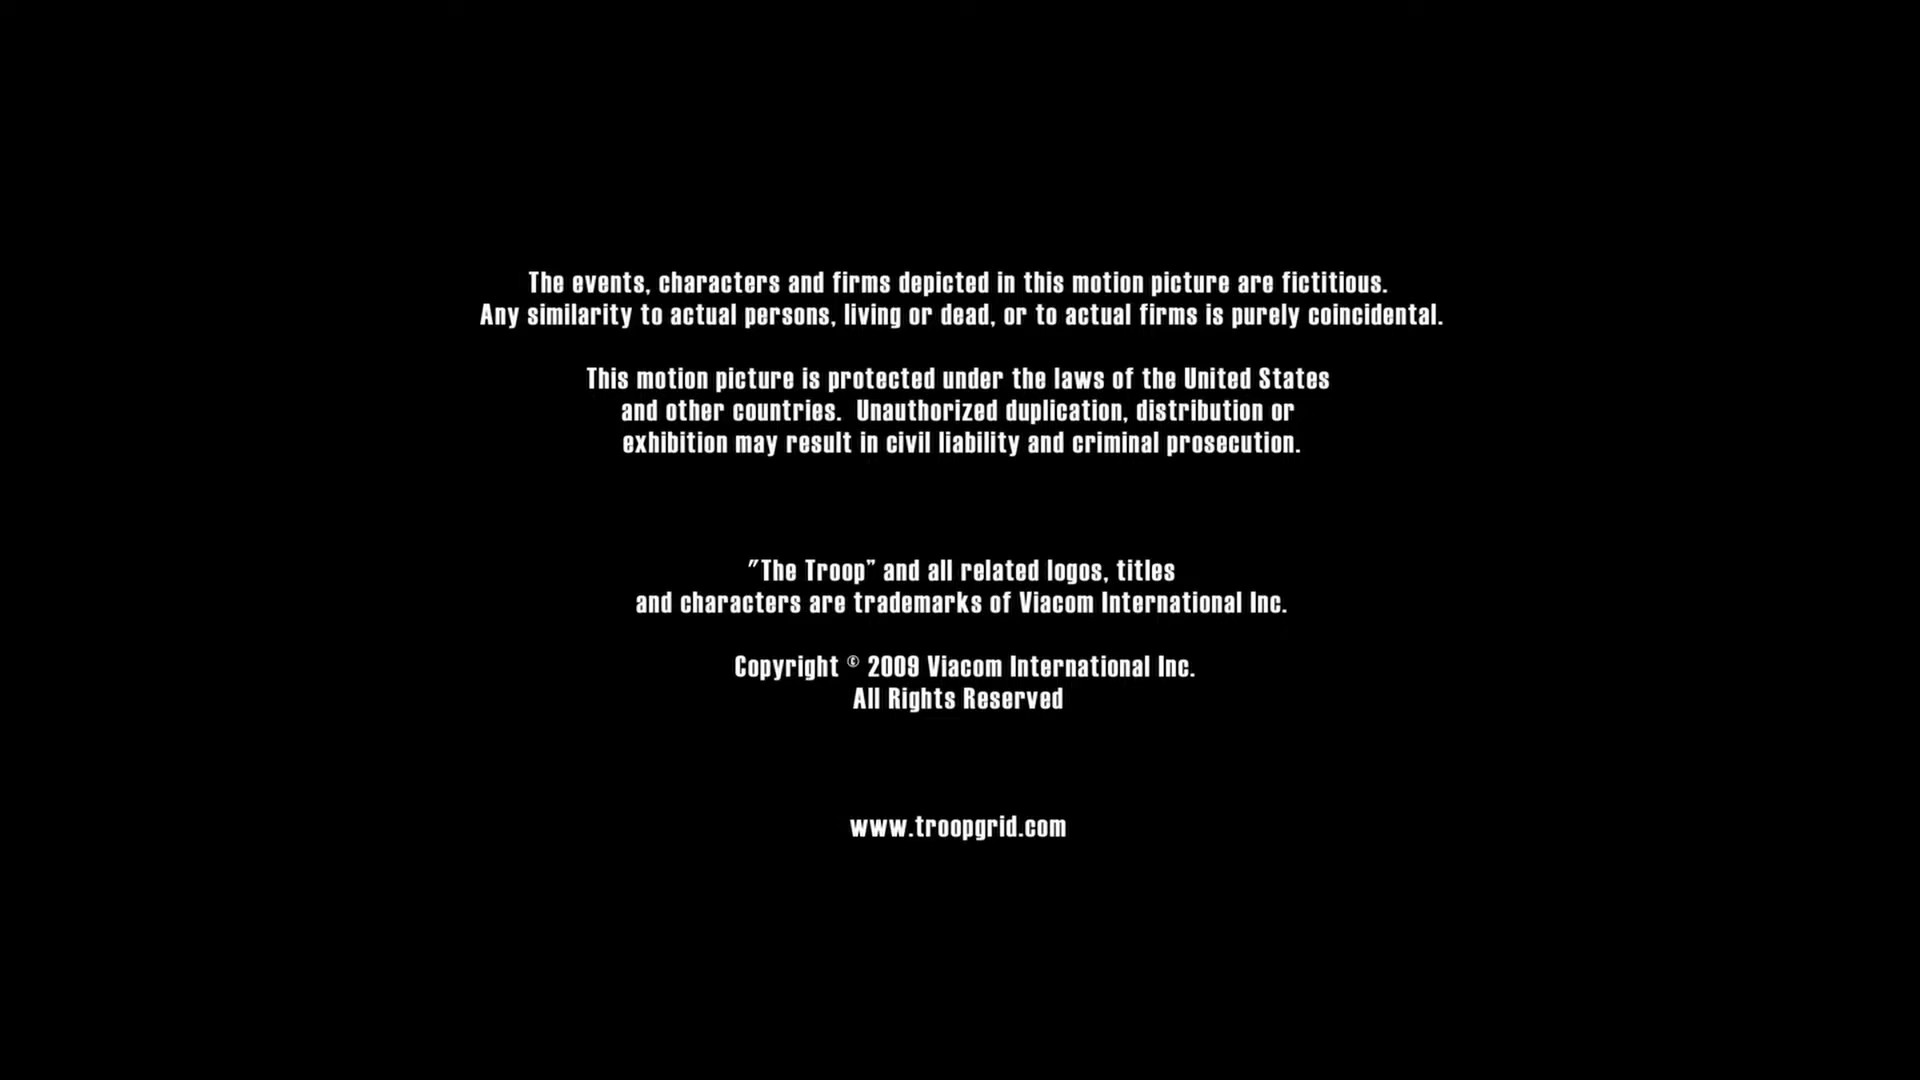 The events, characters and firms depicted in this motion picture are fictitious.
Any similarity to actual persons, living or dead, or to actual firms is purely coincidental.
This motion picture is protected under the laws of the United States
and other countries.  Unauthorized duplication, distribution or
exhibition may result in civil liability and criminal prosecution.
"The Troop" and all related logos, titles
and characters are trademarks of Viacom International Inc.
Copyright © 2009 Viacom International Inc.
All Rights Reserved
www.troopgrid.com